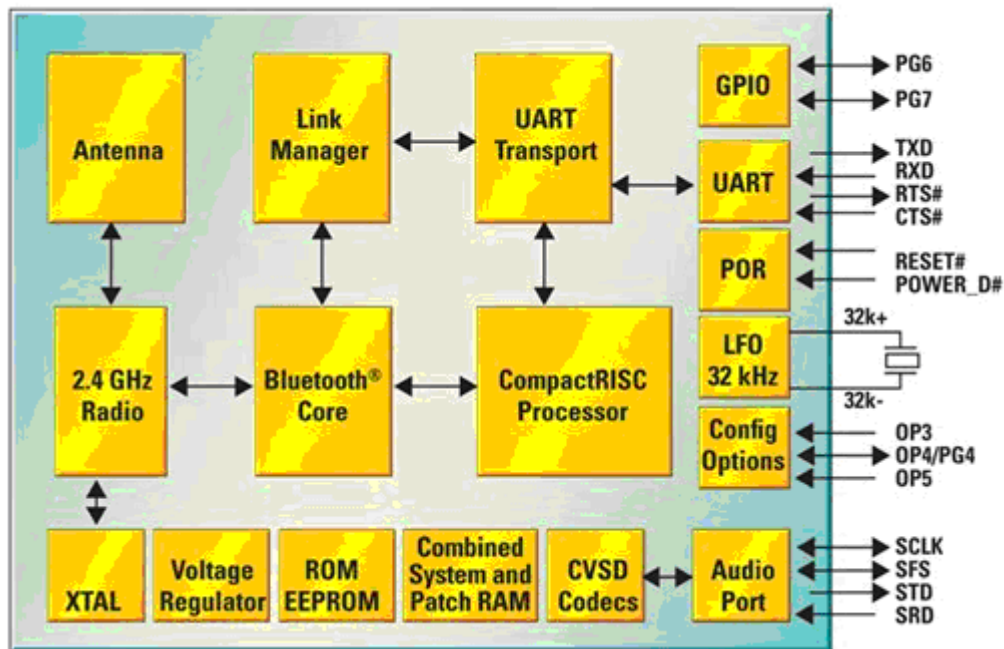 Antenna
Link
Manager
UART
Transport
GPIO
PG6
PG7
UART
TXD
RXD
RTS#
CTS#
POR
RESET#
POWER_D#
2.4 GHz
Radio
Bluetooth®
Core
CompactRISC
Processor
LFO
32 kHz
32k+
32k-
Config
Options
OP3
OP4/PG4
OP5
XTAL
Voltage
Regulator
ROM
EEPROM
Combined
System and
Patch RAM
CVSD
Codecs
Audio
Port
SCLK
SFS
STD
SRD